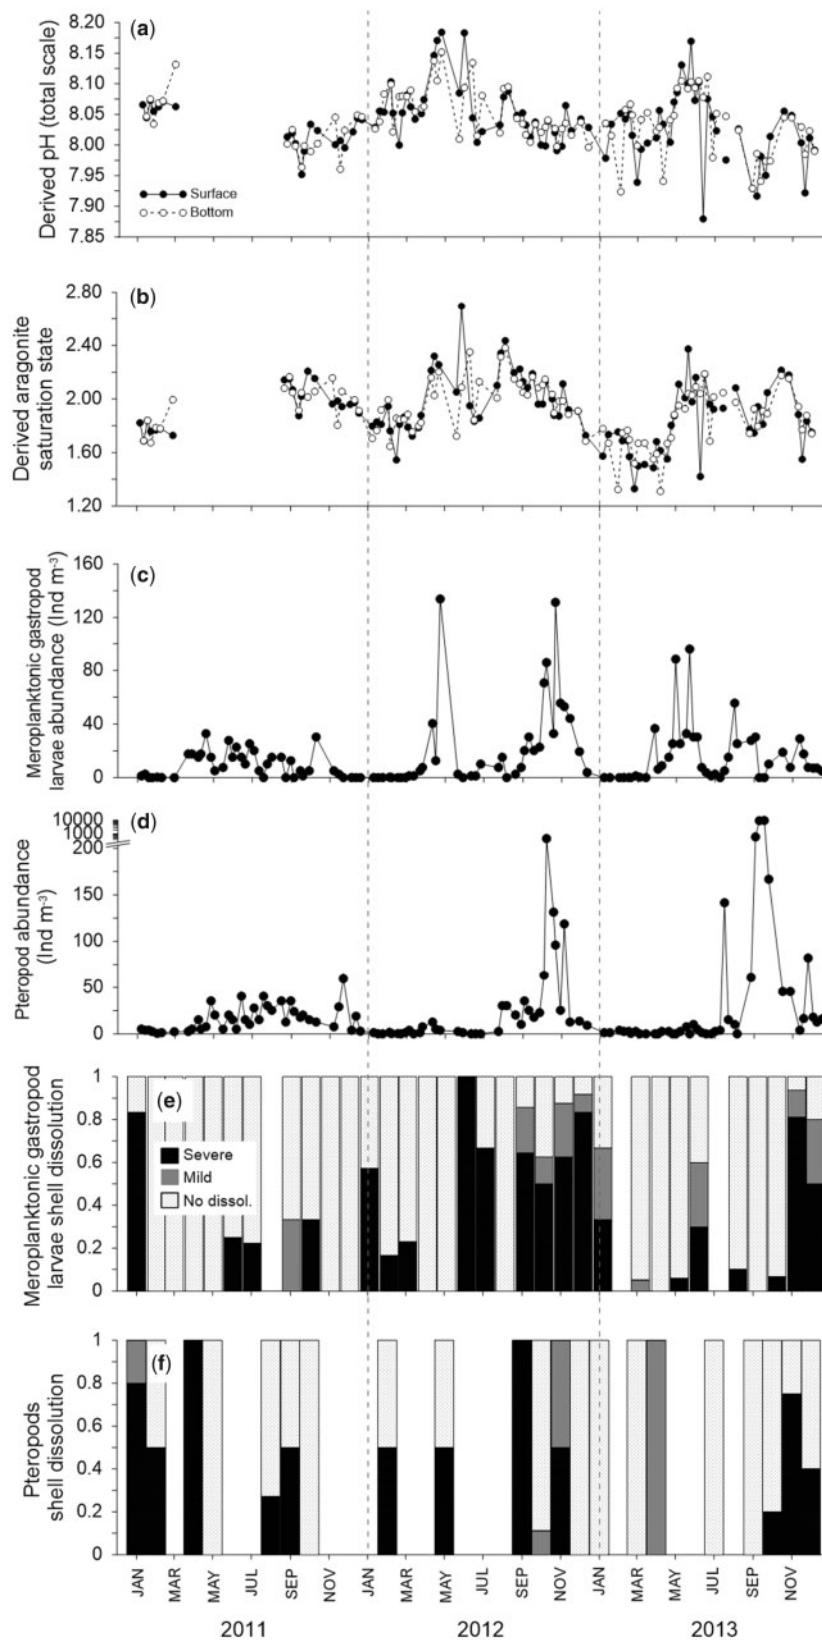 (a)
Derived pH (total scale)
8.20
8.15
8.10
8.05
8.00
7.95
7.90
7.85
Surface
Bottom
(b)
Derived aragonite
saturation state
2.80
2.40
2.00
1.60
1.20
(c)
Meroplanktonic gastropod
larvae abundance (Ind m-3)
160
120
80
40
0
(d)
Pteropod abundance
(Ind m-3)
10000
1000
200
200
150
100
50
0
(e)
Meroplanktonic gastropod
larvae shell dissolution
1
0.8
0.6
0.4
0.2
0
Severe
Mild
No dissol.
(f)
Pteropods
shell dissolution
1
0.8
0.6
0.4
0.2
0
JAN MAR MAY JUL SEP NOV JAN MAR MAY JUL SEP NOV JAN MAR MAY JUL SEP NOV
2011 2012 2013